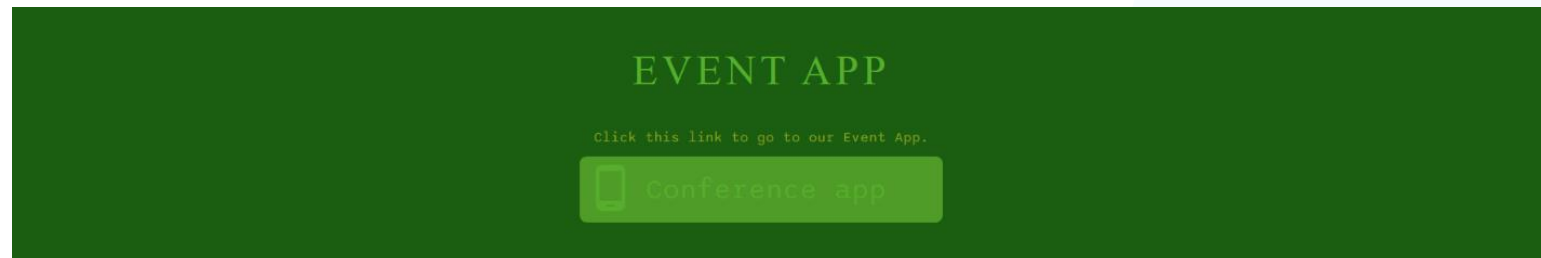 EVENT APP
Click this link to go to our Event App.
Conference app